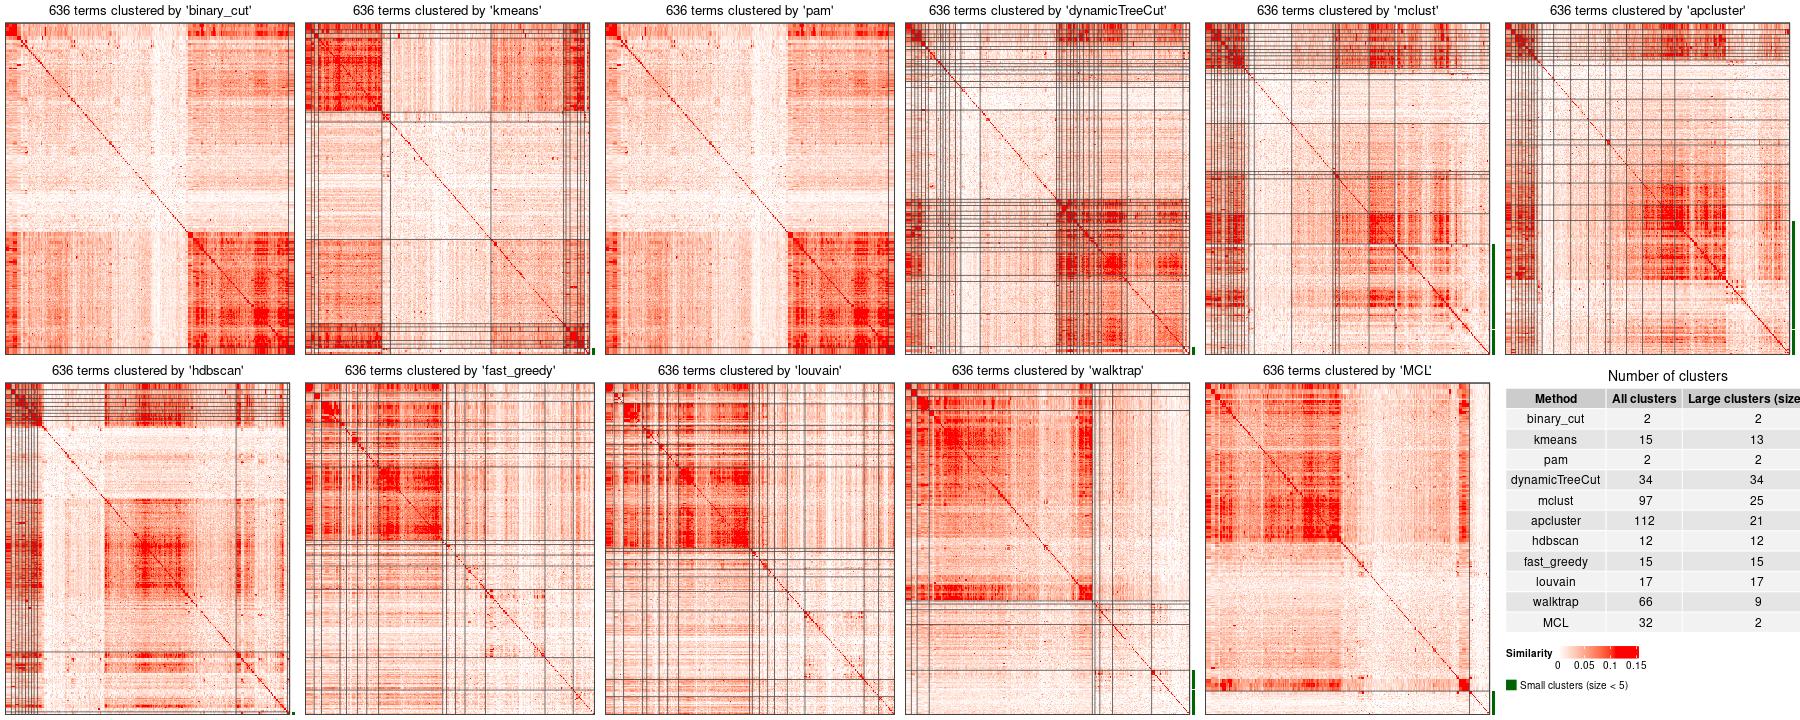 636 terms clustered by 'binary_cut'
636 terms clustered by 'kmeans'
636 terms clustered by 'pam'
636 terms clustered by 'dynamicTreeCut'
636 terms clustered by 'mclust'
636 terms clustered by 'apcluster'
636 terms clustered by 'hdbscan'
636 terms clustered by 'fast_greedy'
636 terms clustered by 'louvain'
636 terms clustered by 'walktrap'
636 terms clustered by 'MCL'
Number of clusters
Method All clusters Large clusters (size
binary_cut 2 2
kmeans 15 13
pam 2 2
dynamicTreeCut 34 34
mclust 97 25
apcluster 112 21
hdbscan 12 12
fast_greedy 15 15
louvain 17 17
walktrap 66 9
MCL 32 2
Similarity
0 0.05 0.1 0.15
Small clusters (size < 5)